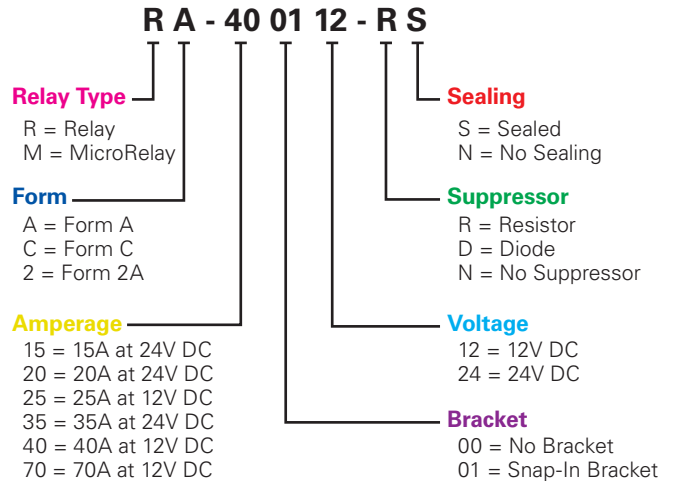 R A - 40 01 12 - R S
Relay Type
R = Relay
M = MicroRelay
Form
A = Form A
C = Form C
2 = Form 2A
Amperage
15 = 15A at 24V DC
20 = 20A at 24V DC
25 = 25A at 12V DC
35 = 35A at 24V DC
40 = 40A at 12V DC
70 = 70A at 12V DC
Sealing
S = Sealed
N = No Sealing
Suppressor
R = Resistor
D = Diode
N = No Suppressor
Voltage
12 = 12V DC
24 = 24V DC
Bracket
00 = No Bracket
01 = Snap-In Bracket